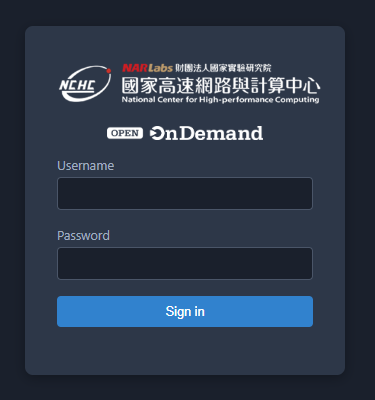 NCHC
NARLabs 財團法人國家實驗研究院
國家高速網路與計算中心
National Center for High-performance Computing
OPEN OnDemand
Username
Password
Sign in